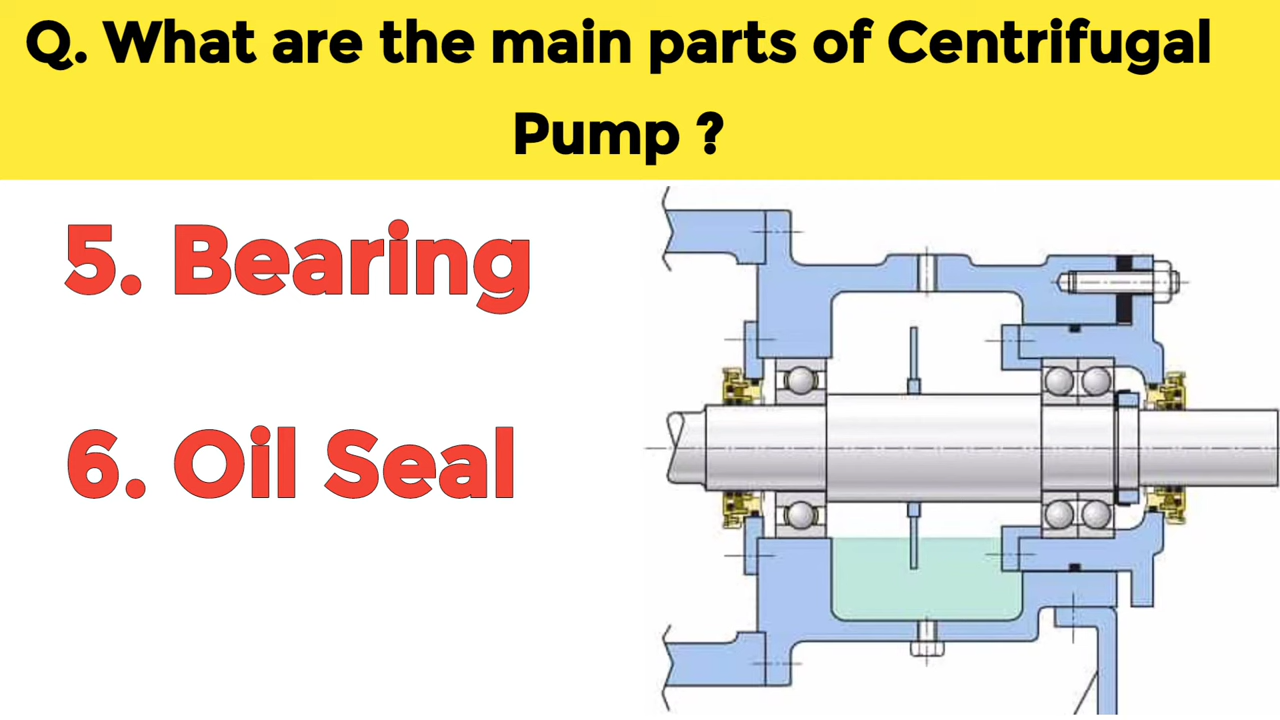 Q. What are the main parts of Centrifugal
Pump ?
5. Bearing
6. Oil Seal